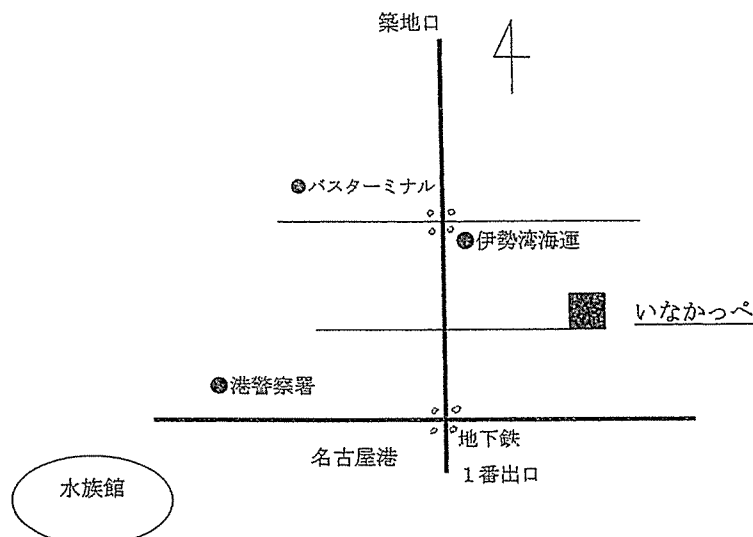 築地口
バスターミナル
伊勢湾海運
いなかっぺ
港警察署
地下鉄
名古屋港
１番出口
水族館